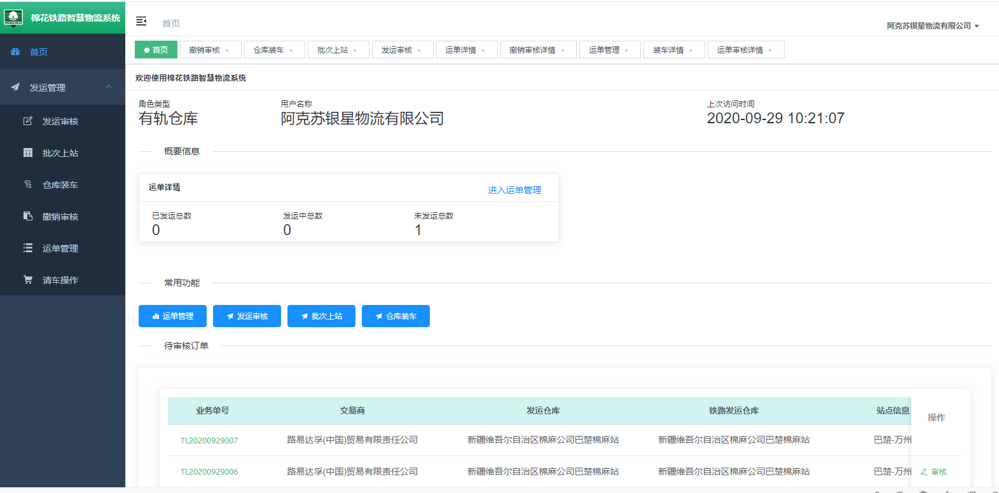 棉花铁路智慧物流系统
首页
阿克苏银星物流有限公司
首页
撤销审核 ×
仓库装车 ×
批次上站 ×
发运审核 ×
运单详情 ×
撤销审核详情 ×
运单管理 ×
装车详情 ×
运单审核详情 ×
首页
发运管理
发运审核
批次上站
仓库装车
撤销审核
运单管理
请车操作
欢迎使用棉花铁路智慧物流系统
角色类型
有轨仓库
用户名称
阿克苏银星物流有限公司
上次访问时间
2020-09-29 10:21:07
概要信息
运单详情
进入运单管理
已发运总数
0
发运中总数
0
未发运总数
1
常用功能
运单管理
发运审核
批次上站
仓库装车
待审核订单
业务单号 交易商 发运仓库 铁路发运仓库 站点信息 操作
TL20200929007 路易达孚(中国)贸易有限责任公司 新疆维吾尔自治区棉麻公司巴楚棉麻站 新疆维吾尔自治区棉麻公司巴楚棉麻站 巴楚-万州
TL20200929006 路易达孚(中国)贸易有限责任公司 新疆维吾尔自治区棉麻公司巴楚棉麻站 新疆维吾尔自治区棉麻公司巴楚棉麻站 巴楚-万州 审核